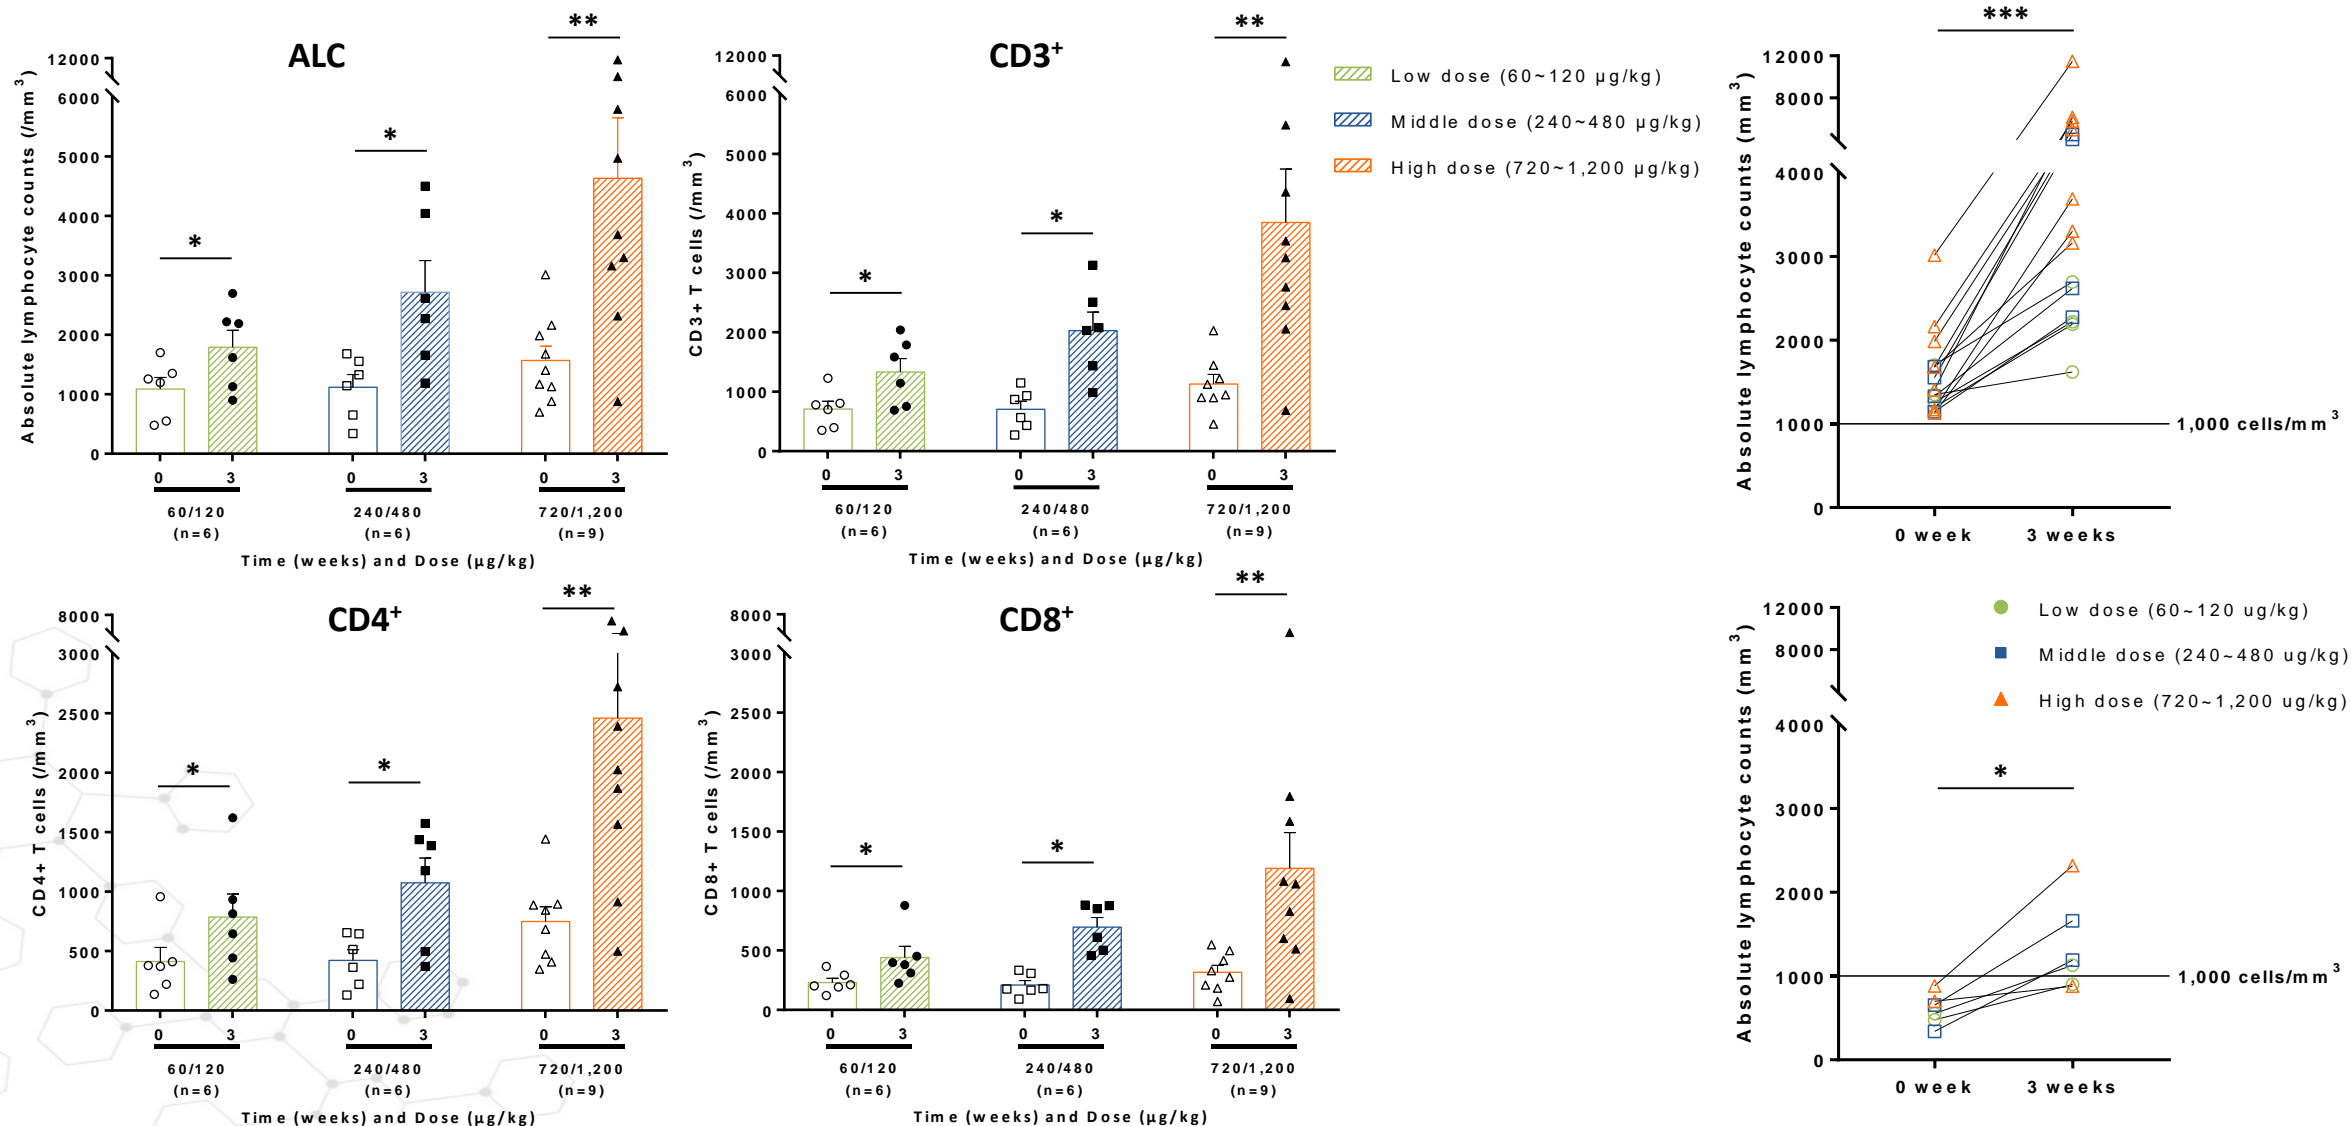 ALC
**
12000
6000
5000
4000
3000
2000
1000
0
Absolute lymphocyte counts (/mm3)
*
*
0 3 0 3 0 3
60/120 240/480 720/1,200
(n=6) (n=6) (n=9)
Time (weeks) and Dose (µg/kg)
CD3+
**
12000
6000
5000
4000
3000
2000
1000
0
CD3+ T cells (/mm3)
*
*
0 3 0 3 0 3
60/120 240/480 720/1,200
(n=6) (n=6) (n=9)
Time (weeks) and Dose (µg/kg)
Low dose (60~120 µg/kg)
Middle dose (240~480 µg/kg)
High dose (720~1,200 µg/kg)
***
12000
8000
4000
3000
2000
1000
0
Absolute lymphocyte counts (mm3)
1,000 cells/mm3
0 week 3 weeks
CD4+
**
8000
3000
2500
2000
1500
1000
500
0
CD4+ T cells (/mm3)
*
*
0 3 0 3 0 3
60/120 240/480 720/1,200
(n=6) (n=6) (n=9)
Time (weeks) and Dose (µg/kg)
CD8+
**
8000
3000
2500
2000
1500
1000
500
0
CD8+ T cells (/mm3)
*
*
0 3 0 3 0 3
60/120 240/480 720/1,200
(n=6) (n=6) (n=9)
Time (weeks) and Dose (µg/kg)
Low dose (60~120 ug/kg)
Middle dose (240~480 ug/kg)
High dose (720~1,200 ug/kg)
12000
8000
4000
3000
2000
1000
0
Absolute lymphocyte counts (mm3)
*
1,000 cells/mm3
0 week 3 weeks